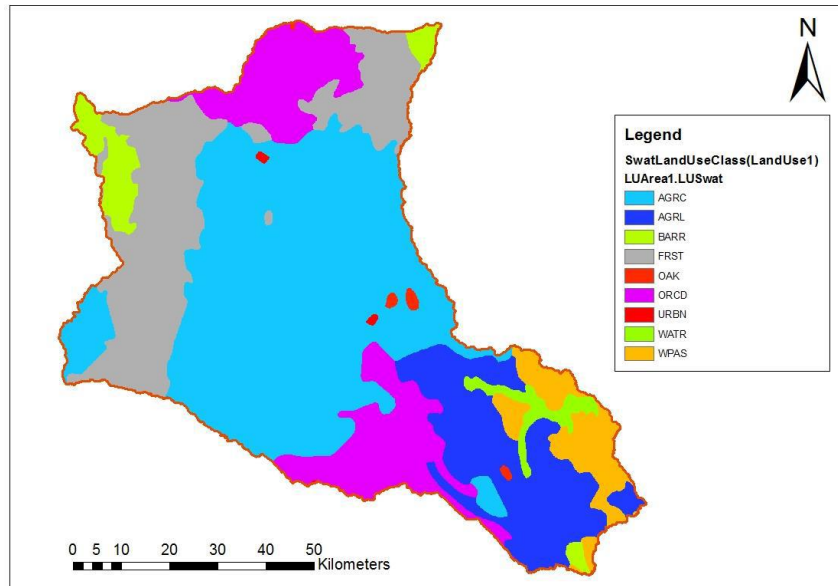 N
Legend
SwatLandUseClass(LandUse1)
LUArea1.LUSwat
AGRC
AGRL
BARR
FRST
OAK
ORCD
URBN
WATR
WPAS
0 5 10 20 30 40 50
Kilometers